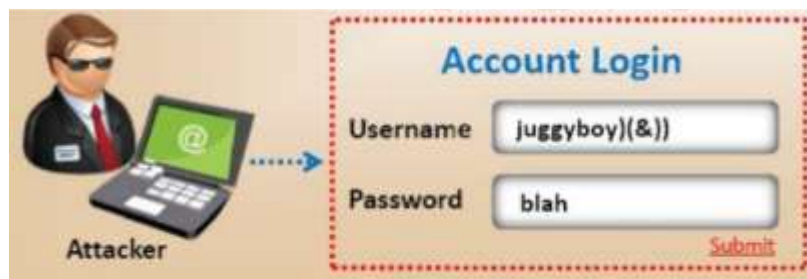 Account Login
Username juggyboy)(&))
Password blah
Submit
@
Attacker